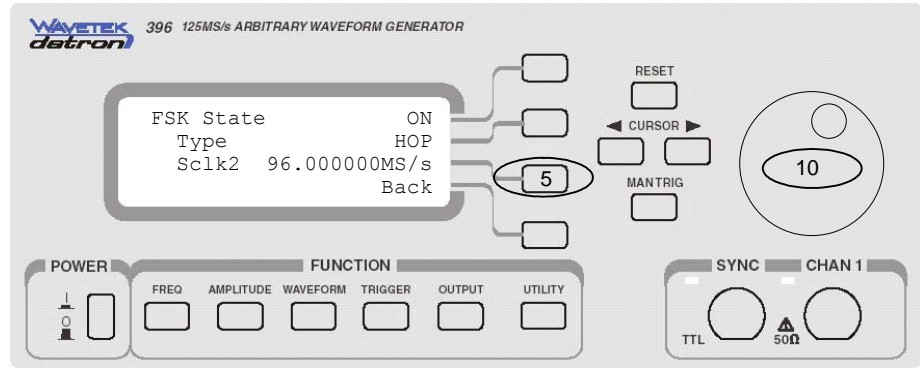 WAVETEK 396 125MS/s ARBITRARY WAVEFORM GENERATOR
datron
RESET
FSK State ON
Type HOP
Sclk2 96.000000MS/s
Back
◀ CURSOR ▶
5
10
MANTRIG
POWER
FUNCTION
SYNC CHAN 1
FREQ AMPLITUDE WAVEFORM TRIGGER OUTPUT UTILITY
I
O
TTL 50Ω